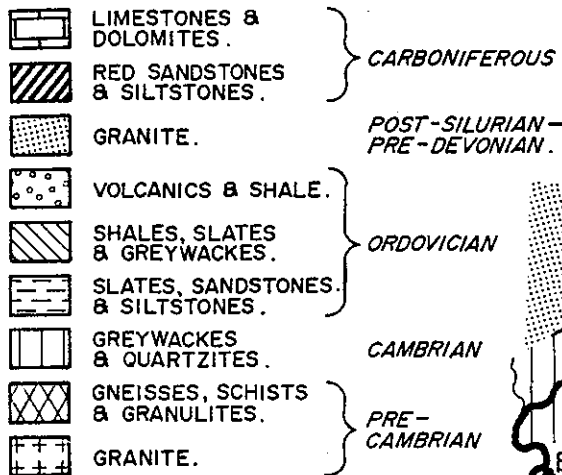 LIMESTONES &
DOLOMITES.
RED SANDSTONES
& SILTSTONES.
CARBONIFEROUS
GRANITE.
POST-SILURIAN–
PRE-DEVONIAN.
VOLCANICS & SHALE.
SHALES, SLATES
& GREYWACKES.
SLATES, SANDSTONES
& SILTSTONES.
ORDOVICIAN
GREYWACKES
& QUARTZITES.
CAMBRIAN
GNEISSES, SCHISTS
& GRANULITES.
GRANITE.
PRE-
CAMBRIAN